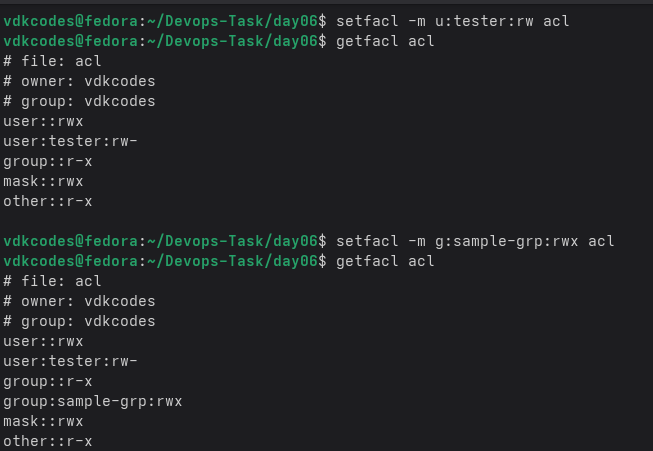 vdkcodes@fedora:~/Devops-Task/day06$ setfacl -m u:tester:rw acl
vdkcodes@fedora:~/Devops-Task/day06$ getfacl acl
# file: acl
# owner: vdkcodes
# group: vdkcodes
user::rwx
user:tester:rw-
group::r-x
mask::rwx
other::r-x

vdkcodes@fedora:~/Devops-Task/day06$ setfacl -m g:sample-grp:rwx acl
vdkcodes@fedora:~/Devops-Task/day06$ getfacl acl
# file: acl
# owner: vdkcodes
# group: vdkcodes
user::rwx
user:tester:rw-
group::r-x
group:sample-grp:rwx
mask::rwx
other::r-x